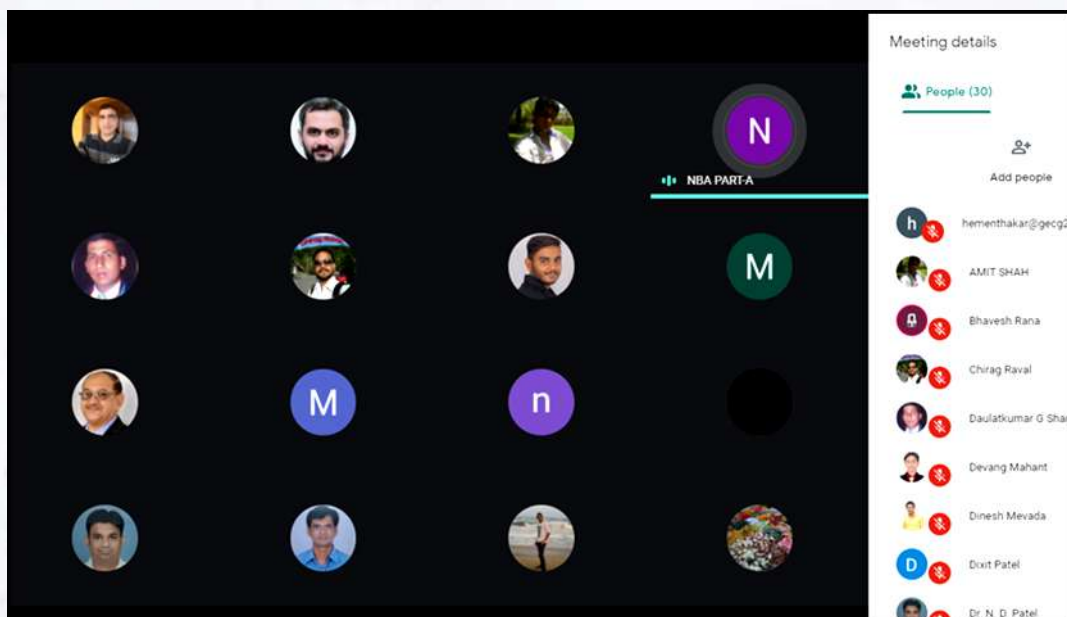 Meeting details
People (30)
Add people
N
NBA PART-A
M
M
n
h hementhakar@gecg2
AMIT SHAH
Bhavesh Rana
Chirag Raval
Daulatkumar G Shar
Devang Mahant
Dinesh Mevada
D Dixit Patel
Dr. N. D. Patel